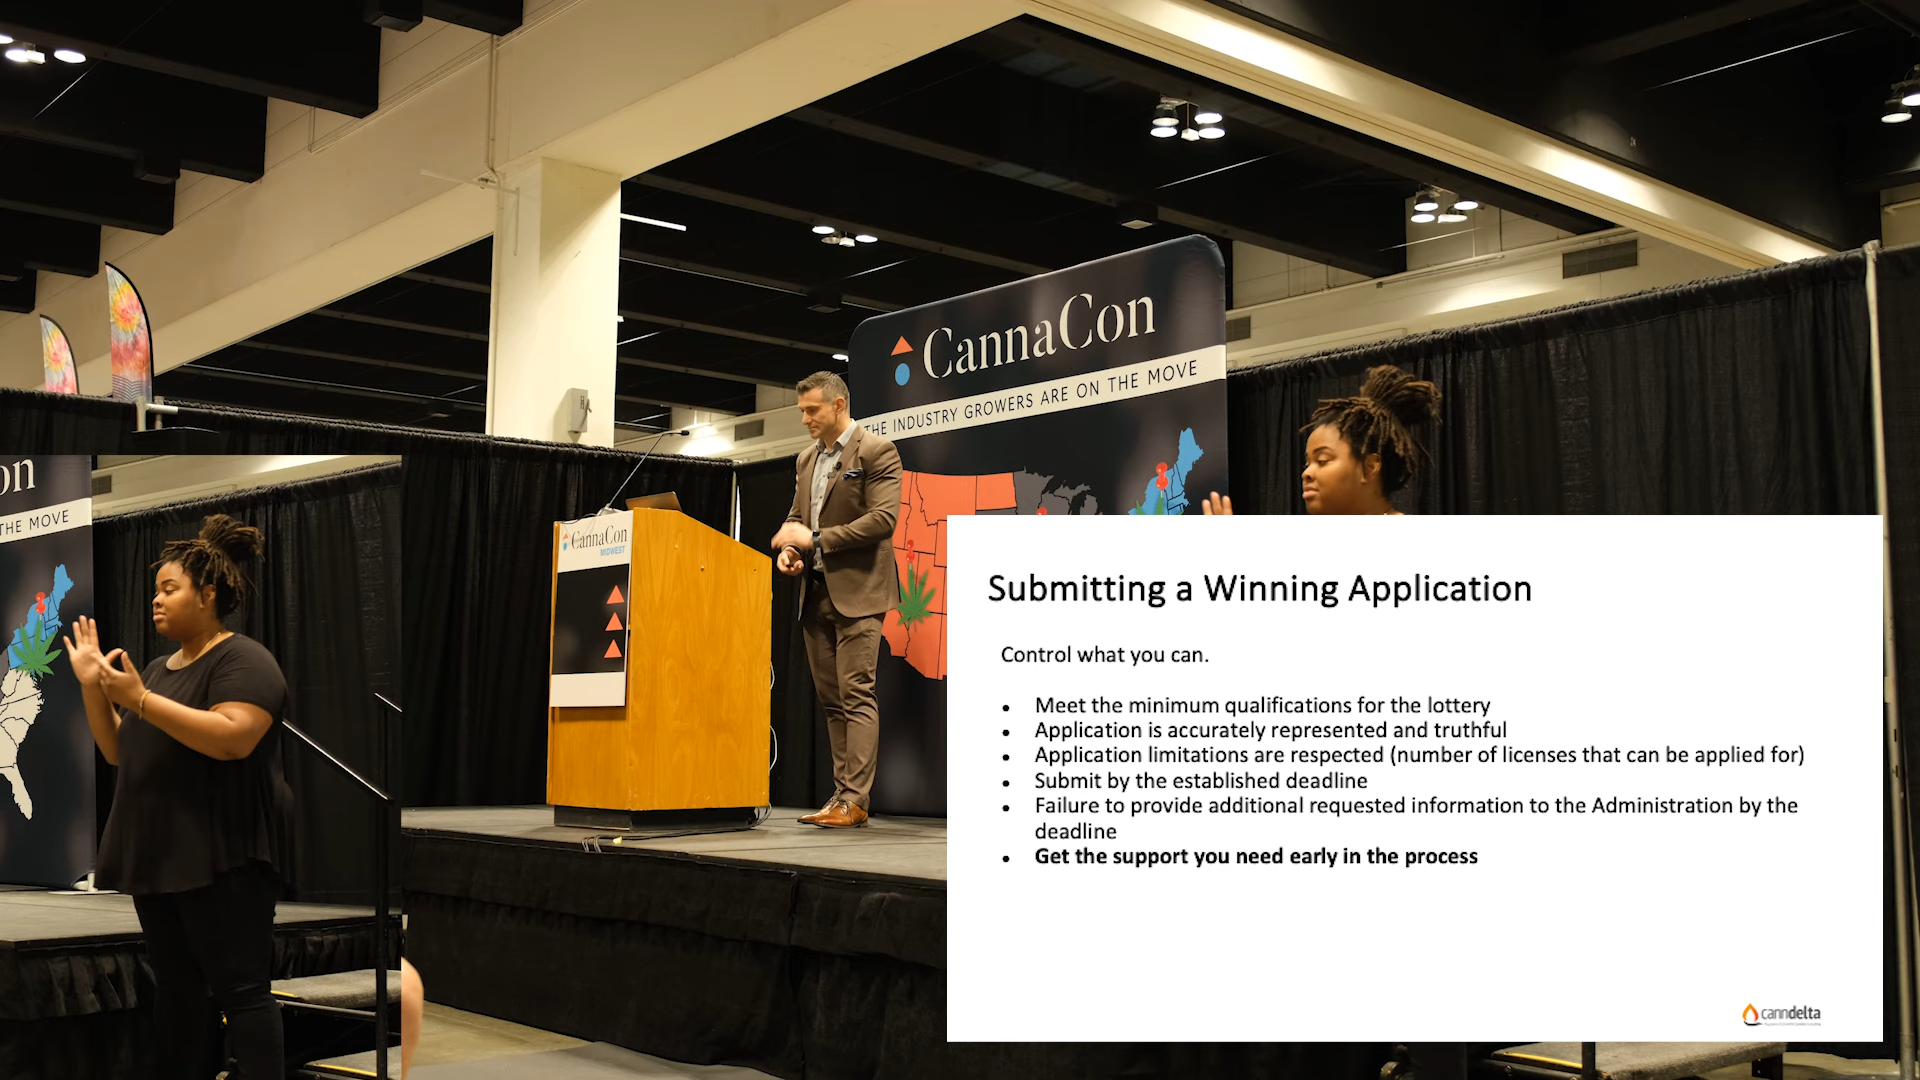 CannaCon
THE INDUSTRY GROWERS ARE ON THE MOVE
on
THE MOVE
CannaCon
MIDWEST
Submitting a Winning Application
Control what you can.
• Meet the minimum qualifications for the lottery
• Application is accurately represented and truthful
• Application limitations are respected (number of licenses that can be applied for)
• Submit by the established deadline
• Failure to provide additional requested information to the Administration by the
deadline
• Get the support you need early in the process
canndelta